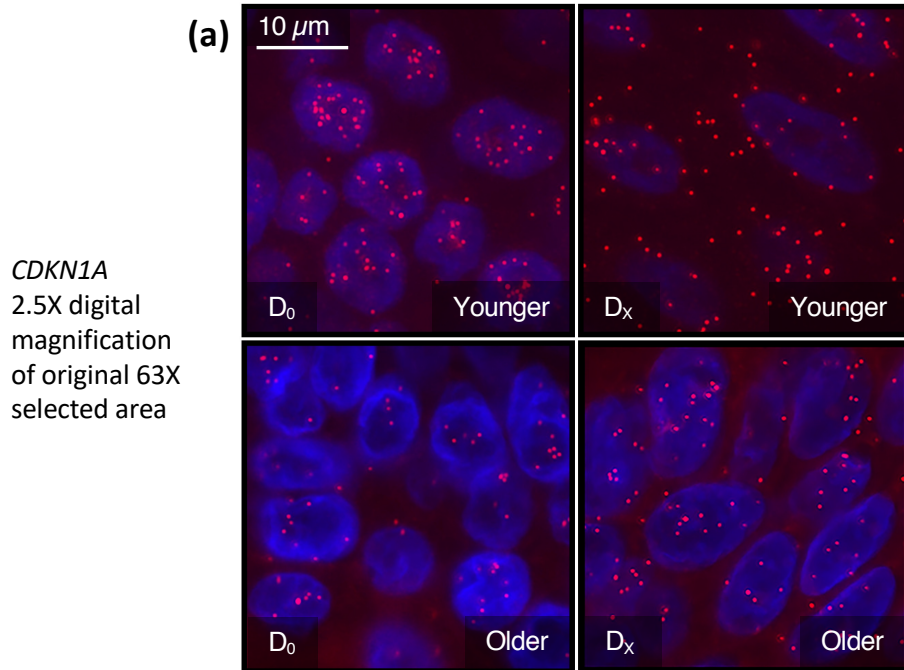 (a)
10 µm
CDKN1A
2.5X digital
magnification
of original 63X
selected area
D₀ Younger
Dₓ Younger
D₀ Older
Dₓ Older